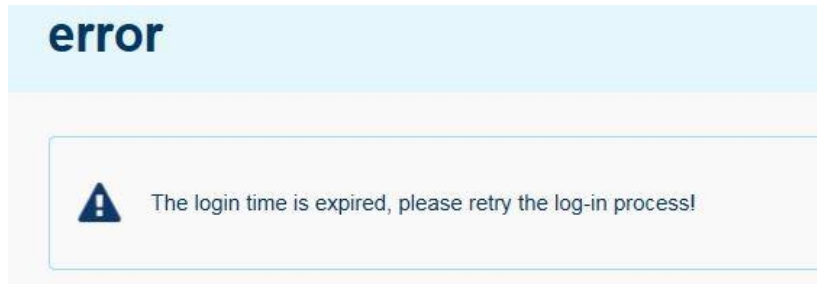 error
The login time is expired, please retry the log-in process!